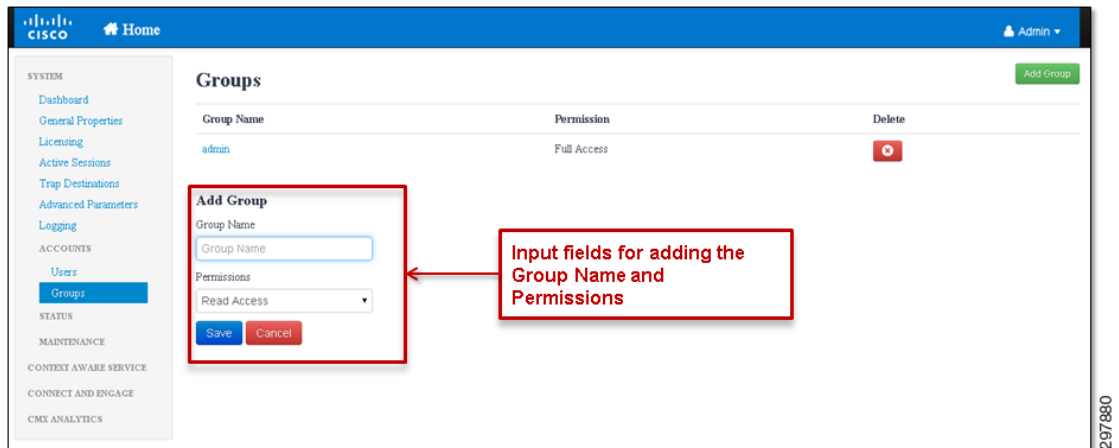 CISCO
Home
Admin
SYSTEM
Dashboard
General Properties
Licensing
Active Sessions
Trap Destinations
Advanced Parameters
Logging
ACCOUNTS
Users
Groups
STATUS
MAINTENANCE
CONTEXT AWARE SERVICE
CONNECT AND ENGAGE
CMX ANALYTICS
Groups
Add Group
Group Name Permission Delete
admin Full Access
Add Group
Group Name
Group Name
Permissions
Read Access
Save Cancel
Input fields for adding the
Group Name and
Permissions
297880